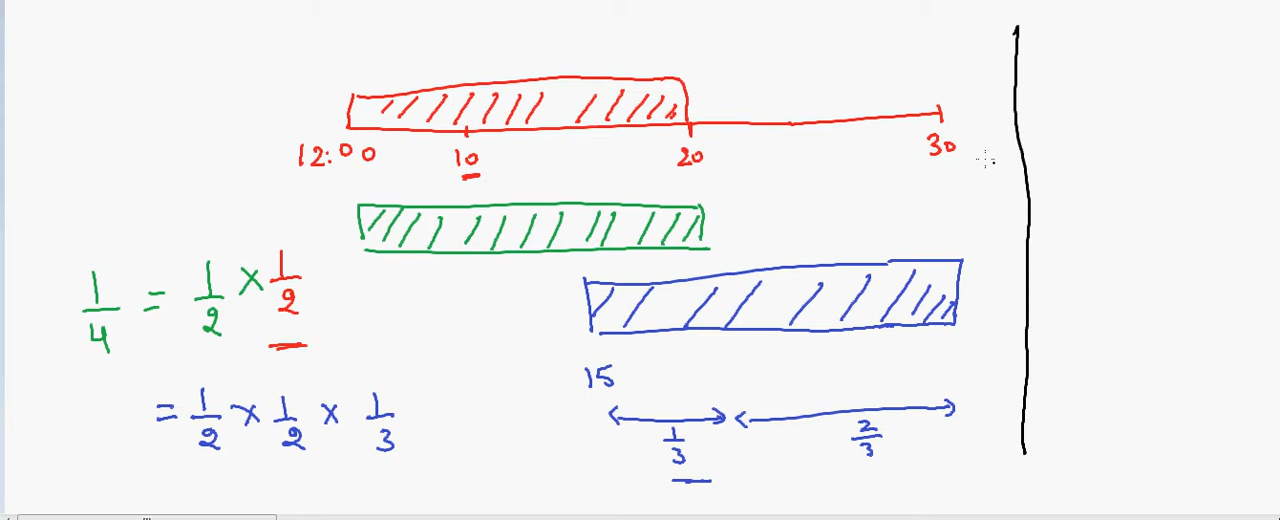 12:00 10 20 30
1/4 = 1/2 × 1/2
15
= 1/2 × 1/2 × 1/3
1/3 2/3